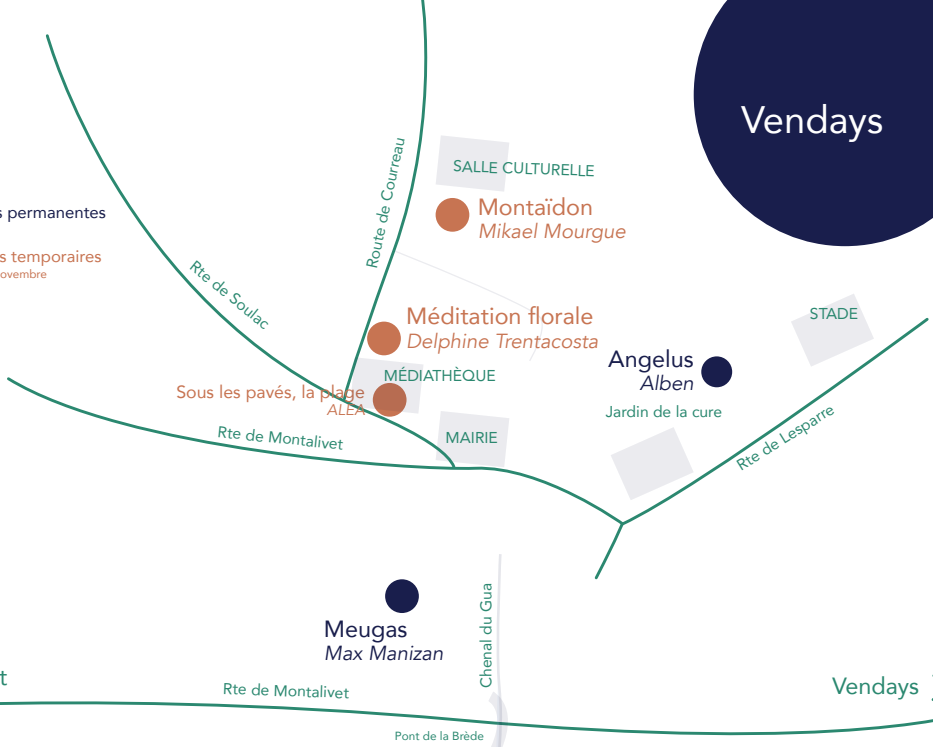 Vendays
SALLE CULTURELLE
Route de Courreau
s permanentes
Montaïdon
Mikael Mourgue
s temporaires
ovembre
Rte de Soulac
Méditation florale
Delphine Trentacosta
STADE
Angelus
Alben
MÉDIATHÈQUE
Sous les pavés, la plage
ALEA
Jardin de la cure
Rte de Montalivet
MAIRIE
Rte de Lesparre
Chenal du Gua
Meugas
Max Manizan
t
Rte de Montalivet
Vendays
Pont de la Brède